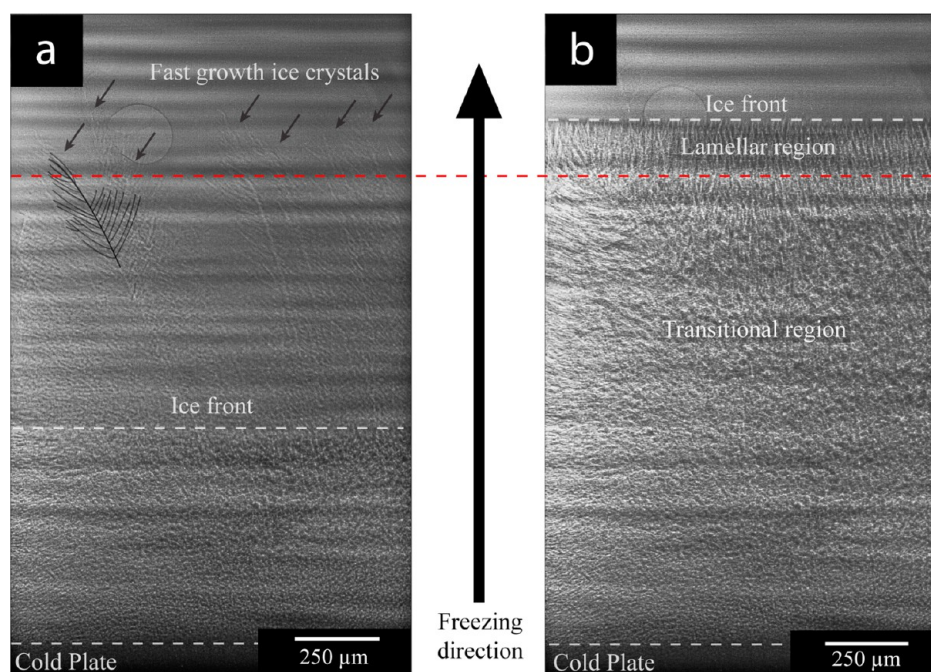 a
Fast growth ice crystals
Ice front
250 µm
Cold Plate
Freezing
direction
b
Ice front
Lamellar region
Transitional region
250 µm
Cold Plate